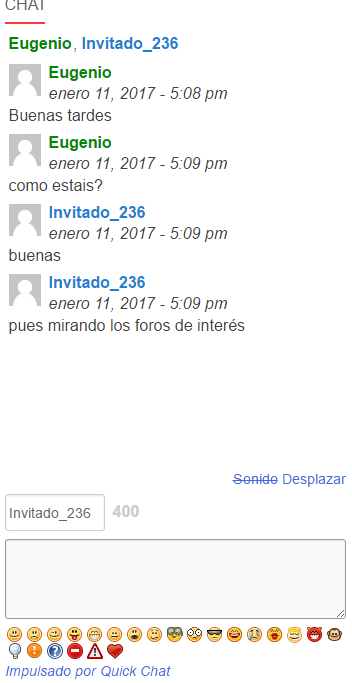 CHAT
Eugenio, Invitado_236
Eugenio
enero 11, 2017 - 5:08 pm
Buenas tardes
Eugenio
enero 11, 2017 - 5:09 pm
como estais?
Invitado_236
enero 11, 2017 - 5:09 pm
buenas
Invitado_236
enero 11, 2017 - 5:09 pm
pues mirando los foros de interés
Sonido Desplazar
Invitado_236 400
Impulsado por Quick Chat